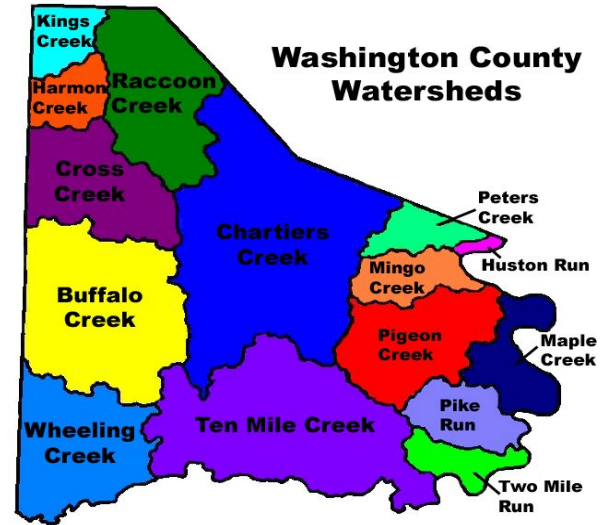 Washington County
Watersheds
Kings
Creek
Raccoon
Creek
Harmon
Creek
Cross
Creek
Chartiers
Creek
Peters
Creek
Huston Run
Mingo
Creek
Buffalo
Creek
Pigeon
Creek
Maple
Creek
Wheeling
Creek
Ten Mile Creek
Pike
Run
Two Mile
Run